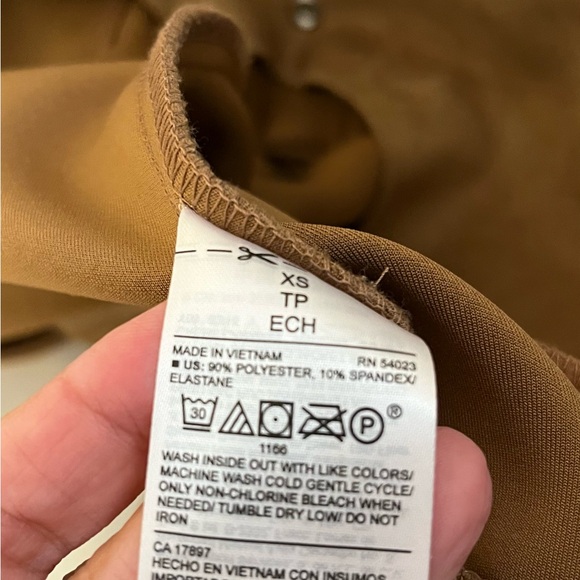 XS
TP
ECH
MADE IN VIETNAM RN 54023
■ US: 90% POLYESTER, 10% SPANDEX/
ELASTANE
30 P ®
1166
WASH INSIDE OUT WITH LIKE COLORS/
MACHINE WASH COLD GENTLE CYCLE/
ONLY NON-CHLORINE BLEACH WHEN
NEEDED/ TUMBLE DRY LOW/ DO NOT
IRON
CA 17897
HECHO EN VIETNAM CON INSUMOS